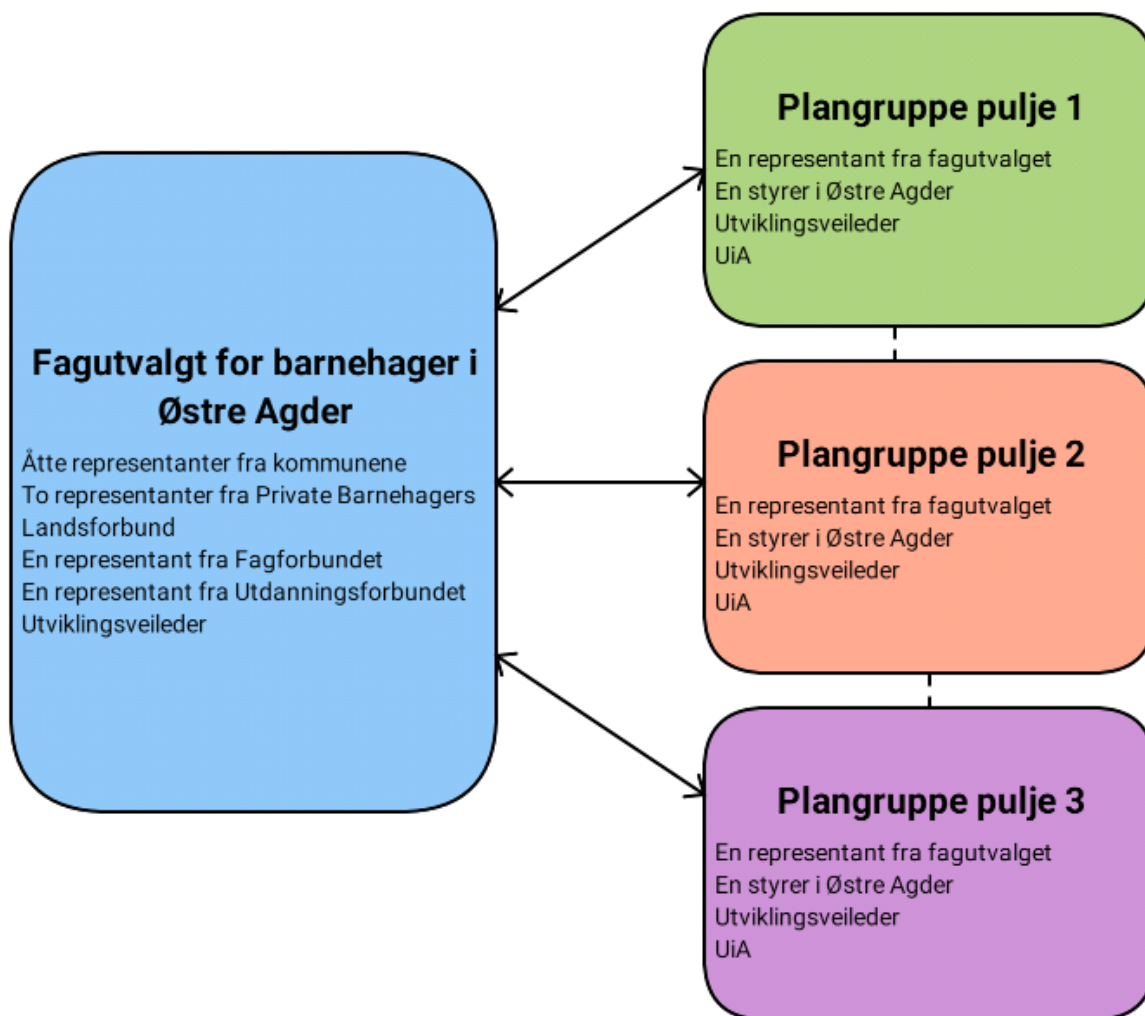 Fagutvalgt for barnehager i
Østre Agder
Åtte representanter fra kommunene
To representanter fra Private Barnehagers
Landsforbund
En representant fra Fagforbundet
En representant fra Utdanningsforbundet
Utviklingsveileder
Plangruppe pulje 1
En representant fra fagutvalget
En styrer i Østre Agder
Utviklingsveileder
UiA
Plangruppe pulje 2
En representant fra fagutvalget
En styrer i Østre Agder
Utviklingsveileder
UiA
Plangruppe pulje 3
En representant fra fagutvalget
En styrer i Østre Agder
Utviklingsveileder
UiA